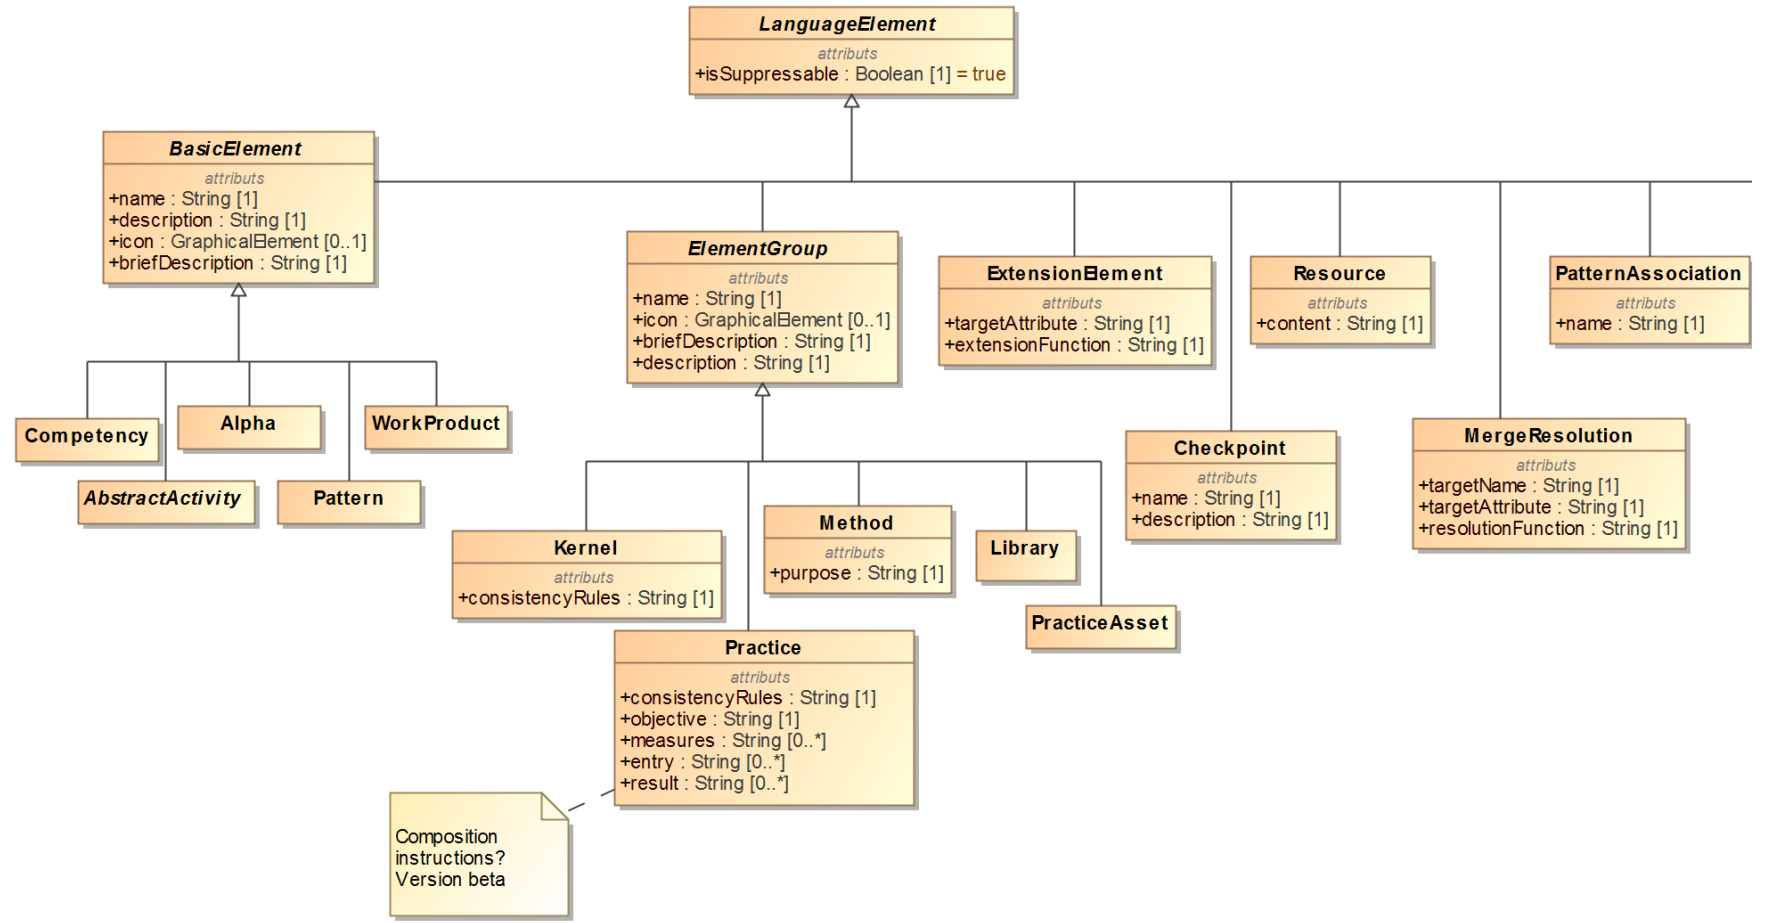 LanguageElement
attributs
+isSuppressable : Boolean [1] = true
BasicElement
attributs
+name : String [1]
+description : String [1]
+icon : GraphicalElement [0..1]
+briefDescription : String [1]
ElementGroup
attributs
+name : String [1]
+icon : GraphicalElement [0..1]
+briefDescription : String [1]
+description : String [1]
ExtensionElement
attributs
+targetAttribute : String [1]
+extensionFunction : String [1]
Resource
attributs
+content : String [1]
PatternAssociation
attributs
+name : String [1]
Competency
Alpha
WorkProduct
AbstractActivity
Pattern
Checkpoint
attributs
+name : String [1]
+description : String [1]
MergeResolution
attributs
+targetName : String [1]
+targetAttribute : String [1]
+resolutionFunction : String [1]
Kernel
attributs
+consistencyRules : String [1]
Method
attributs
+purpose : String [1]
Library
PracticeAsset
Practice
attributs
+consistencyRules : String [1]
+objective : String [1]
+measures : String [0..*]
+entry : String [0..*]
+result : String [0..*]
Composition
instructions?
Version beta